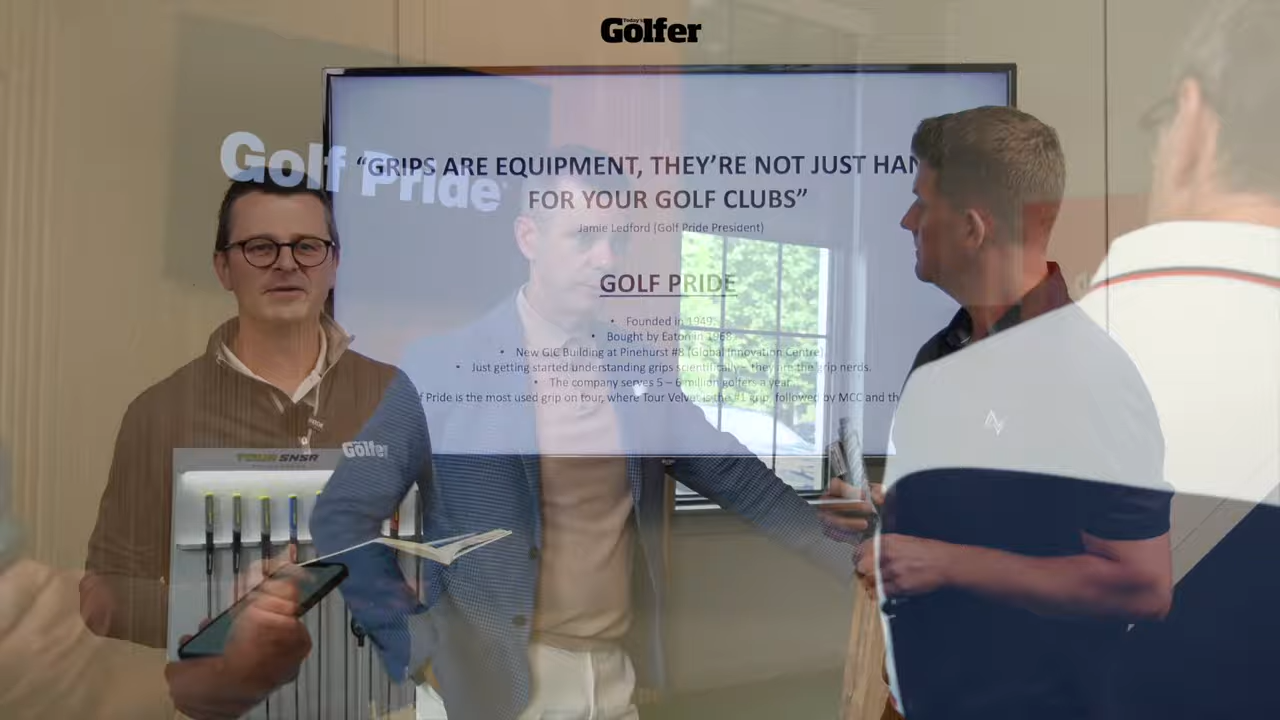 Today's
Golfer
Golf Pride
“GRIPS ARE EQUIPMENT, THEY’RE NOT JUST HAN
FOR YOUR GOLF CLUBS”
Jamie Ledford (Golf Pride President)
GOLF PRIDE
• Founded in 1949
• Bought by Eaton in 1968
• New GIC Building at Pinehurst #8 (Global Innovation Centre)
• Just getting started understanding grips scientifically – they are the grip nerds.
• The company serves 5 – 6 million golfers a year
f Pride is the most used grip on tour, where Tour Velvet is the #1 grip, followed by MCC and th
Golfer
TOUR SNSR